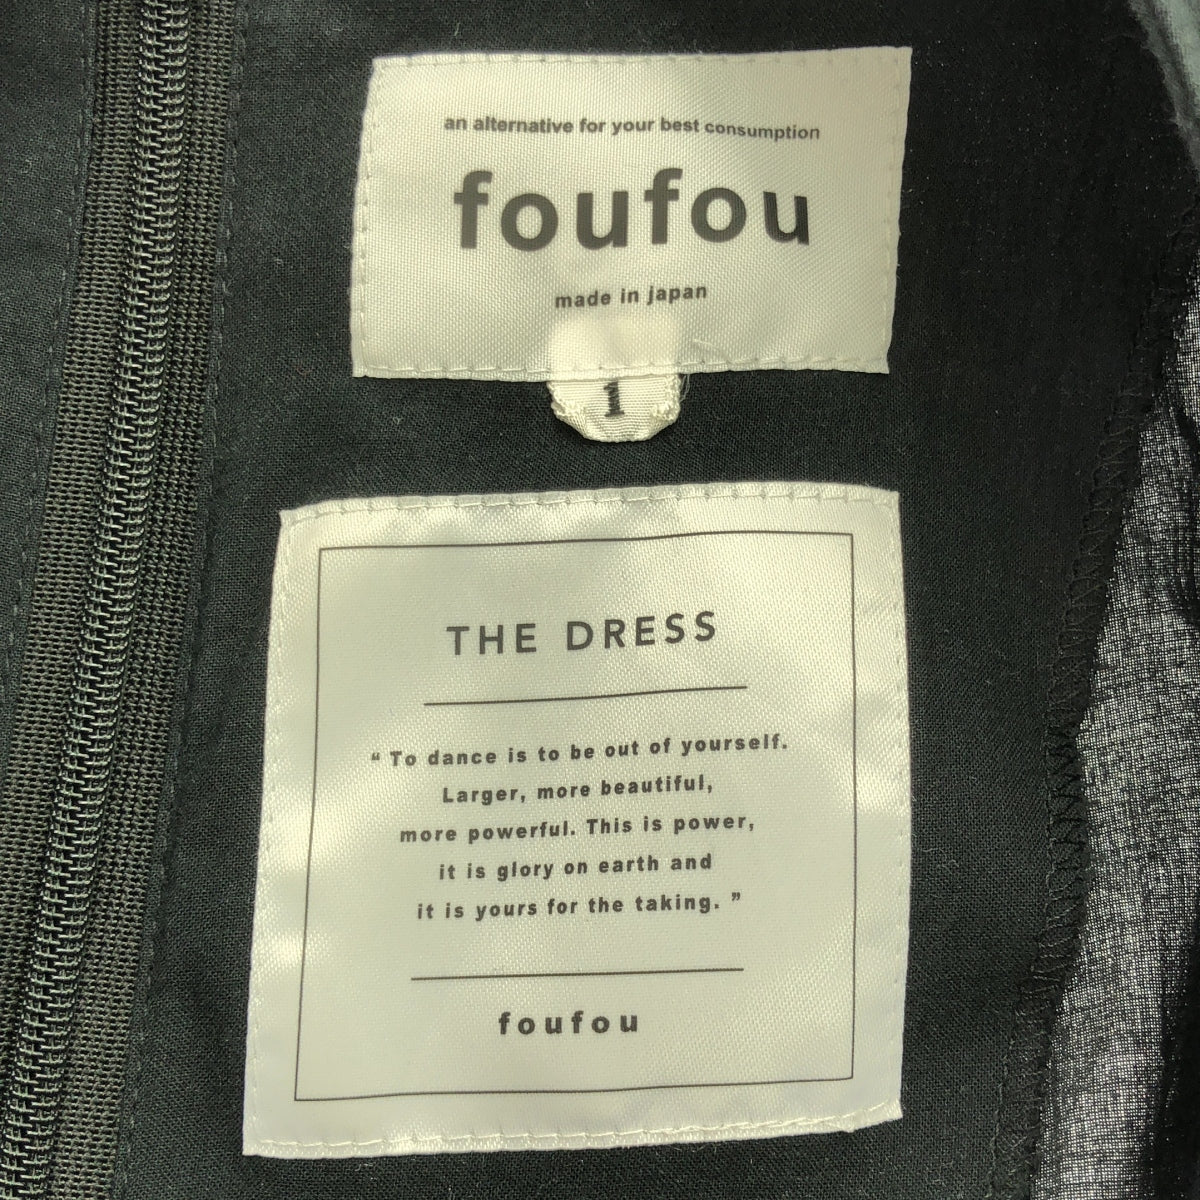 an alternative for your best consumption
foufou
made in japan
1
THE DRESS
“ To dance is to be out of yourself.
Larger, more beautiful,
more powerful. This is power,
it is glory on earth and
it is yours for the taking. ”
foufou